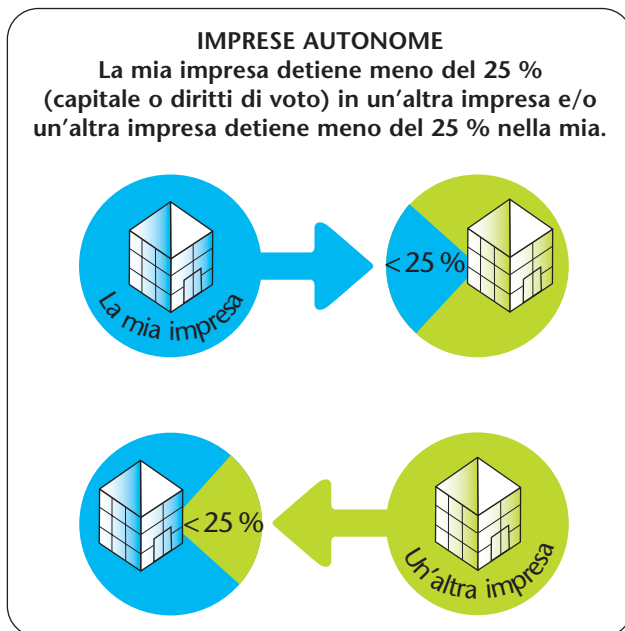 IMPRESE AUTONOME
La mia impresa detiene meno del 25 %
(capitale o diritti di voto) in un’altra impresa e/o
un’altra impresa detiene meno del 25 % nella mia.
La mia impresa
< 25 %
< 25 %
Un’altra impresa